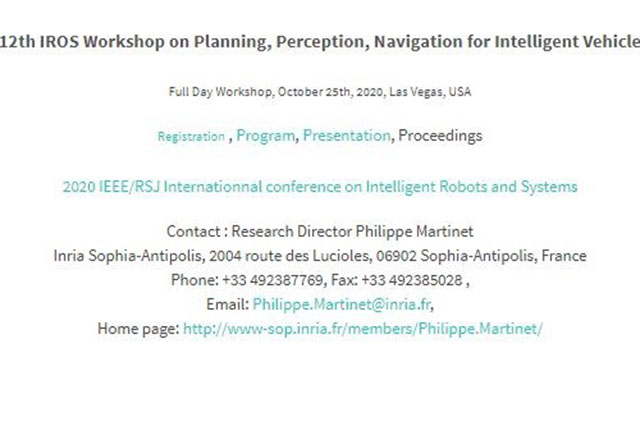 12th IROS Workshop on Planning, Perception, Navigation for Intelligent Vehicle
Full Day Workshop, October 25th, 2020, Las Vegas, USA
Registration , Program, Presentation, Proceedings
2020 IEEE/RSJ Internationnal conference on Intelligent Robots and Systems
Contact : Research Director Philippe Martinet
Inria Sophia-Antipolis, 2004 route des Lucioles, 06902 Sophia-Antipolis, France
Phone: +33 492387769, Fax: +33 492385028 ,
Email: Philippe.Martinet@inria.fr,
Home page: http://www-sop.inria.fr/members/Philippe.Martinet/